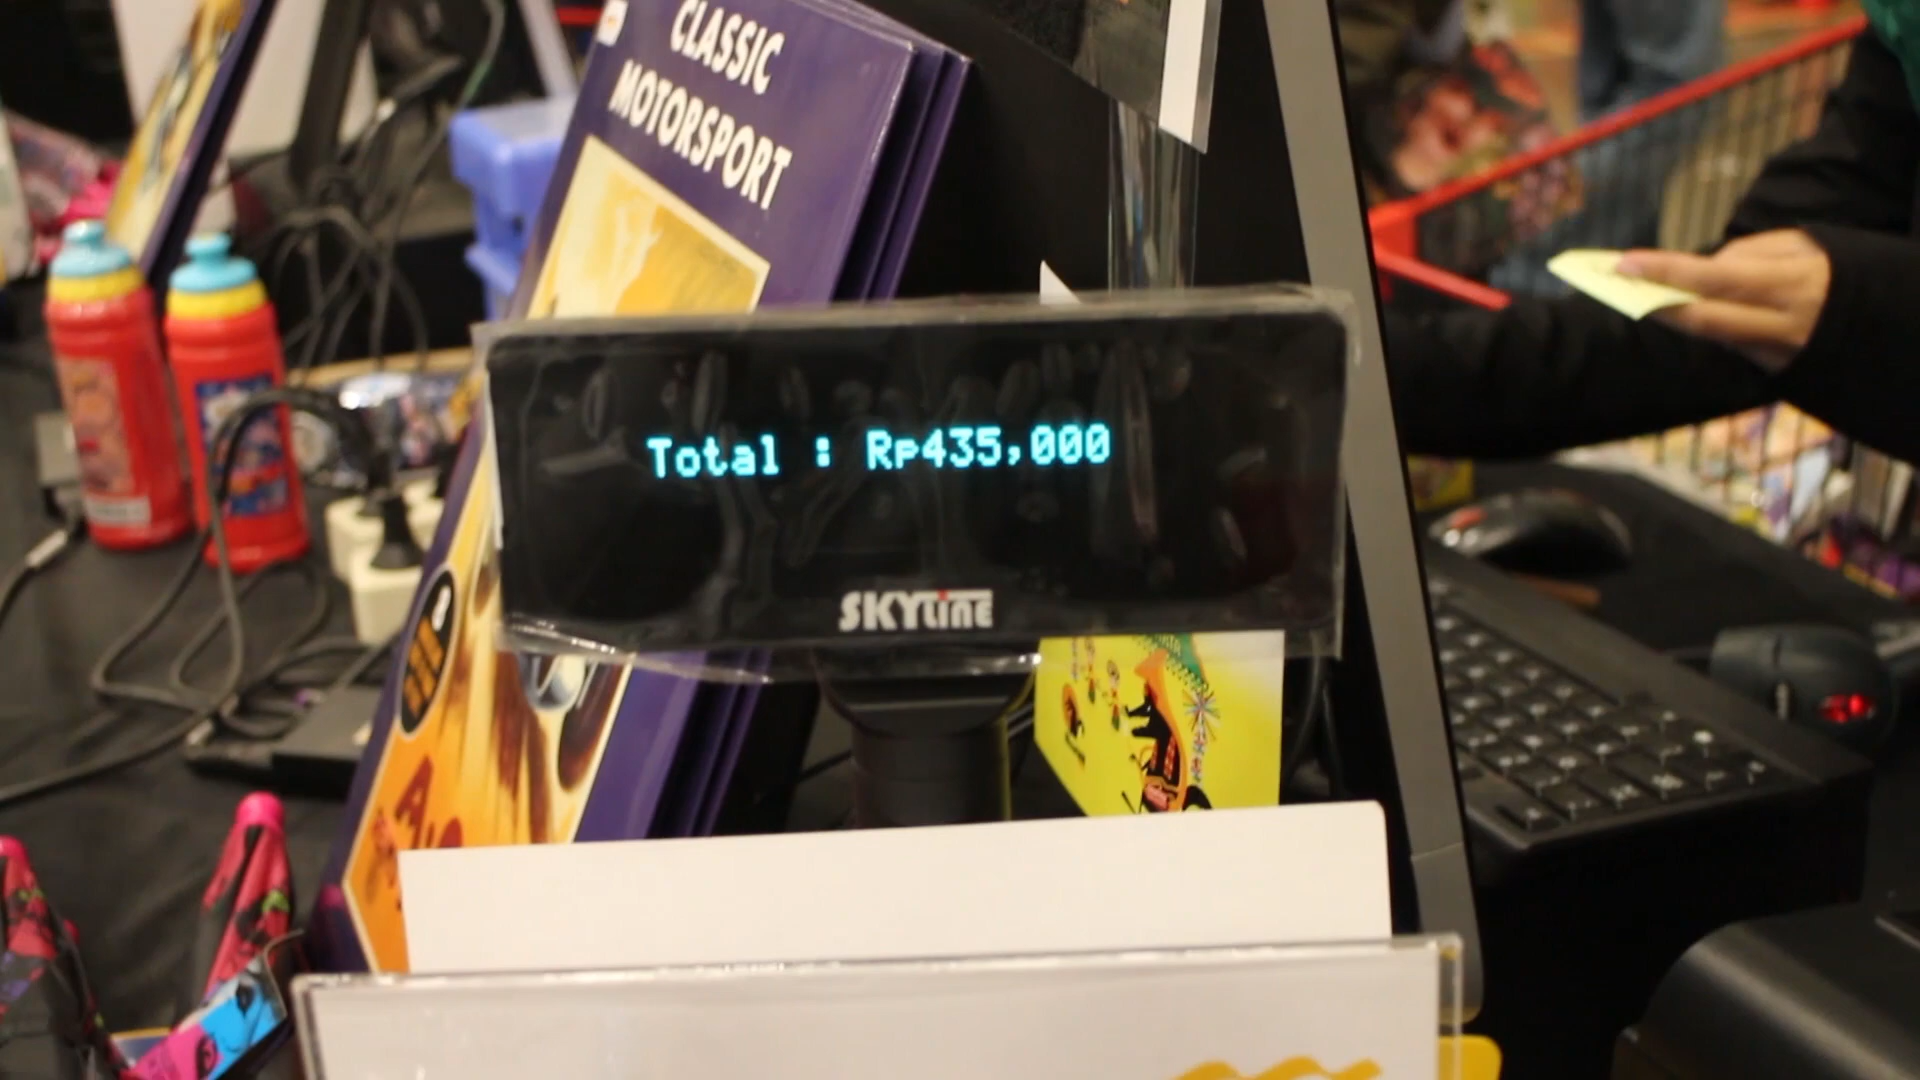 CLASSIC
MOTORSPORT
Total : Rp435,000
SKYLINE